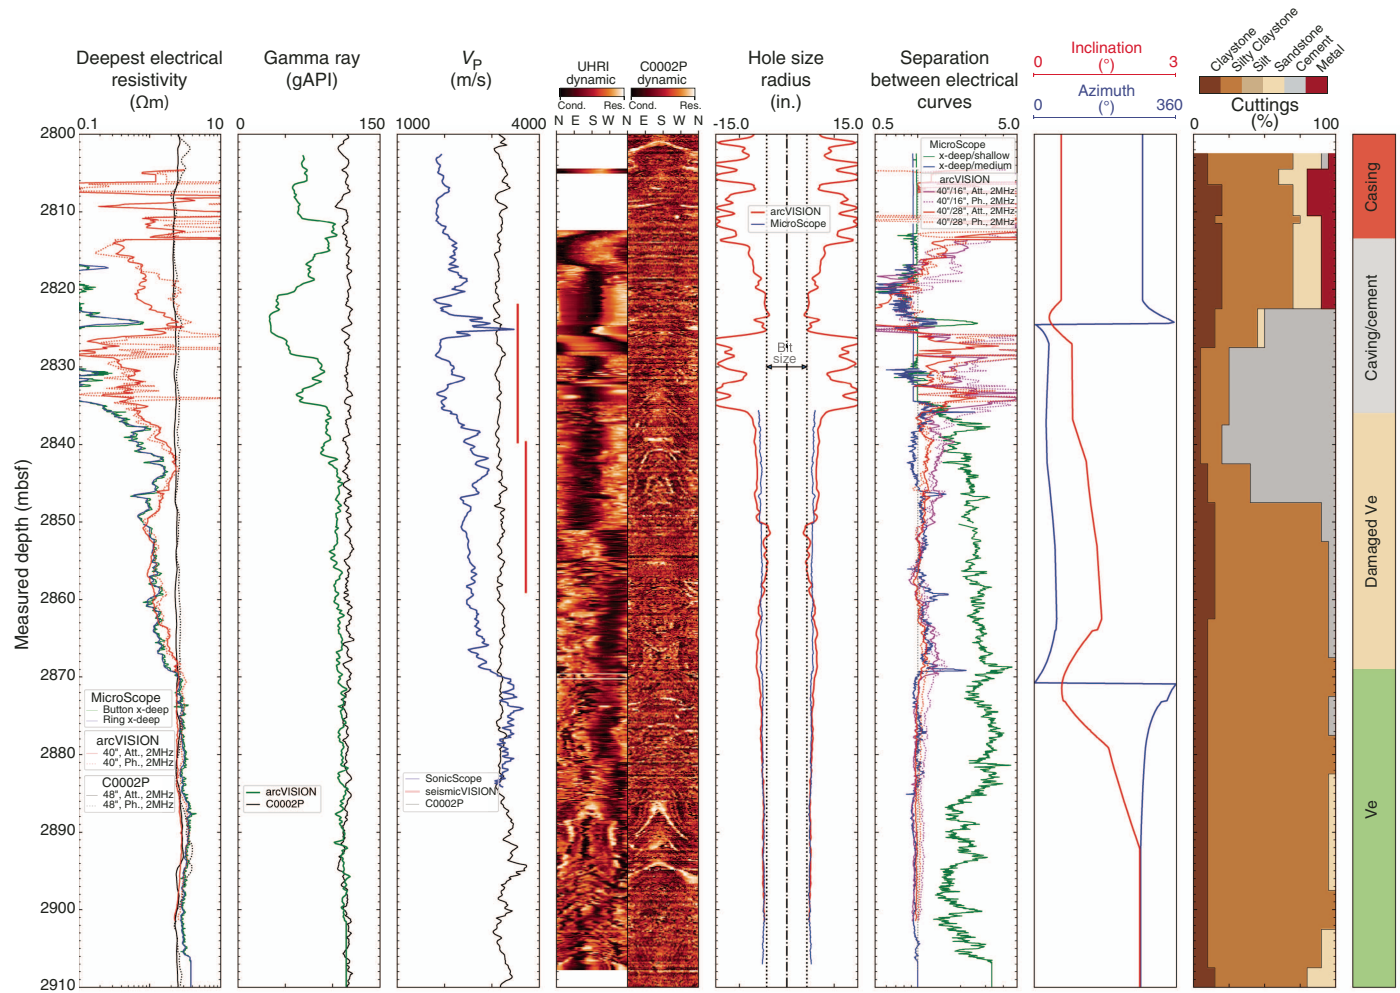 Deepest electrical
resistivity
(Ωm)
0.1 10
Gamma ray
(gAPI)
0 150
VP
(m/s)
1000 4000
UHRI
dynamic
Cond. Res.
N E S W N
C0002P
dynamic
Cond. Res.
E S W N
Hole size
radius
(in.)
-15.0 15.0
Separation
between electrical
curves
0.5 5.0
0 Inclination 3
(°)
0 Azimuth 360
(°)
Claystone
Silty Claystone
Silt
Sandstone
Cement
Metal
Cuttings
0 (%) 100
Measured depth (mbsf)
2800
2810
2820
2830
2840
2850
2860
2870
2880
2890
2900
2910
MicroScope
Button x-deep
Ring x-deep
arcVISION
40", Att., 2MHz
40", Ph., 2MHz
C0002P
48", Att., 2MHz
48", Ph., 2MHz
arcVISION
C0002P
SonicScope
seismicVISION
C0002P
arcVISION
MicroScope
Bit
size
MicroScope
x-deep/shallow
x-deep/medium
arcVISION
40"/16", Att., 2MHz
40"/16", Ph., 2MHz
40"/28", Att., 2MHz
40"/28", Ph., 2MHz
Casing
Caving/cement
Damaged Ve
Ve